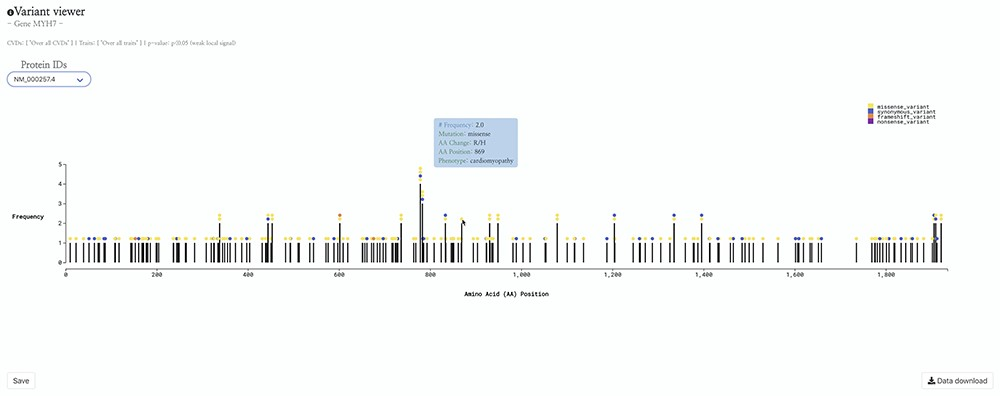 Variant viewer
- Gene MYH7 -
CVDs: [ "Over all CVDs" ] | Traits: [ "Over all traits" ] | p-value: p<0.05 (weak local signal)
Protein IDs
NM_000257.4
missense_variant
synonymous_variant
frameshift_variant
nonsense_variant
# Frequency: 2.0
Mutation: missense
AA Change: R/H
AA Position: 869
Phenotype: cardiomyopathy
5
4
3
Frequency
2
1
0
0 200 400 600 800 1,000 1,200 1,400 1,600 1,800
Amino Acid (AA) Position
Save
Data download